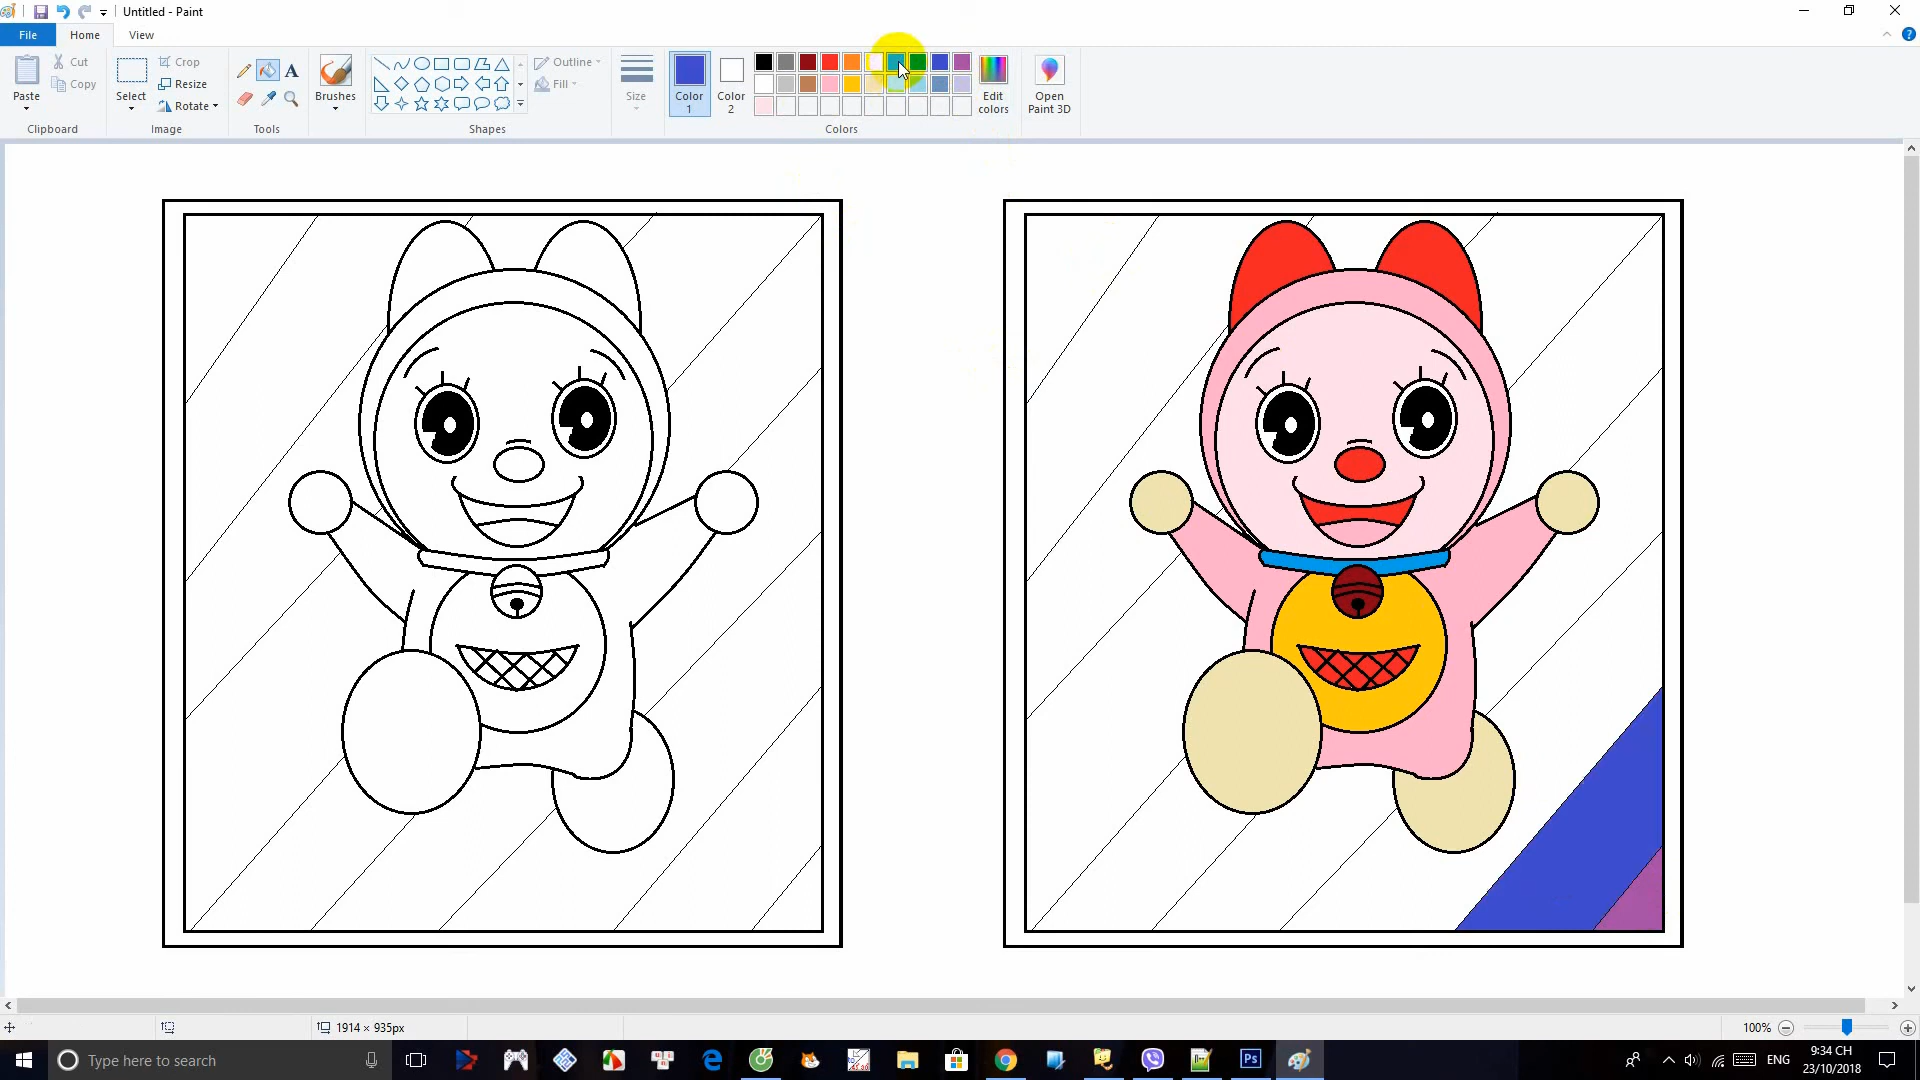 Untitled - Paint
File Home View
Paste
Cut
Copy
Clipboard
Select
Crop
Resize
Rotate
Image
A
Tools
Brushes
Shapes
Outline
Fill
Size
Color 1
Color 2
Colors
Edit colors
Open Paint 3D
1914 × 935px
100%
Type here to search
Ps
ENG
9:34 CH
23/10/2018